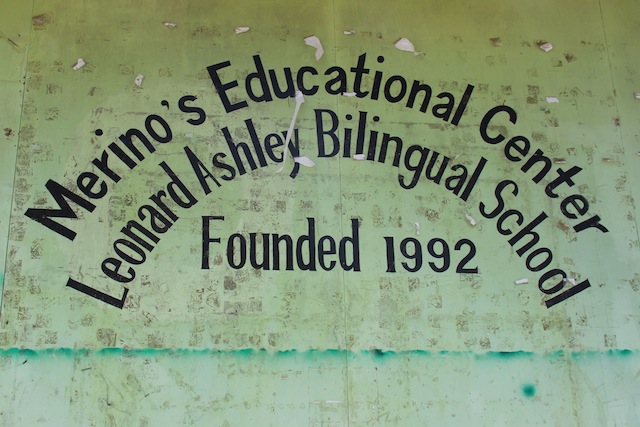 Merino's Educational Center
Leonard Ashley Bilingual School
Founded 1992